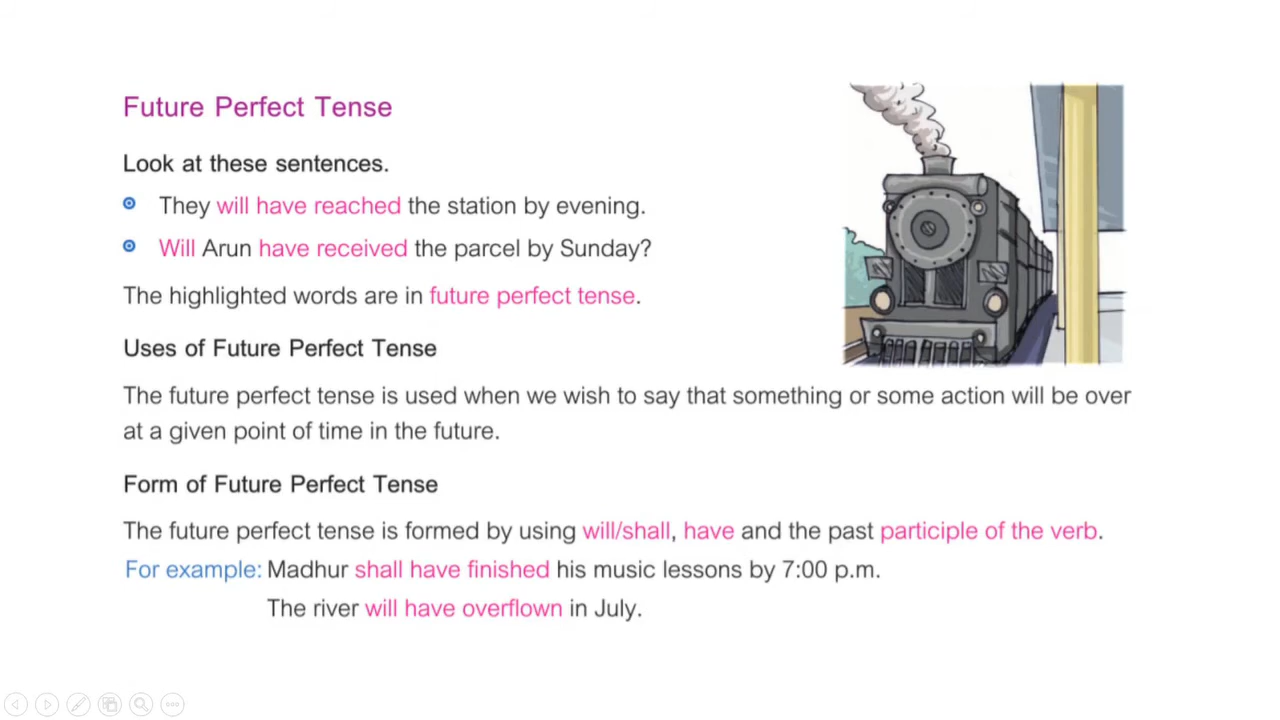 Future Perfect Tense
Look at these sentences.
They will have reached the station by evening.
Will Arun have received the parcel by Sunday?
The highlighted words are in future perfect tense.
Uses of Future Perfect Tense
The future perfect tense is used when we wish to say that something or some action will be over
at a given point of time in the future.
Form of Future Perfect Tense
The future perfect tense is formed by using will/shall, have and the past participle of the verb.
For example: Madhur shall have finished his music lessons by 7:00 p.m.
The river will have overflown in July.